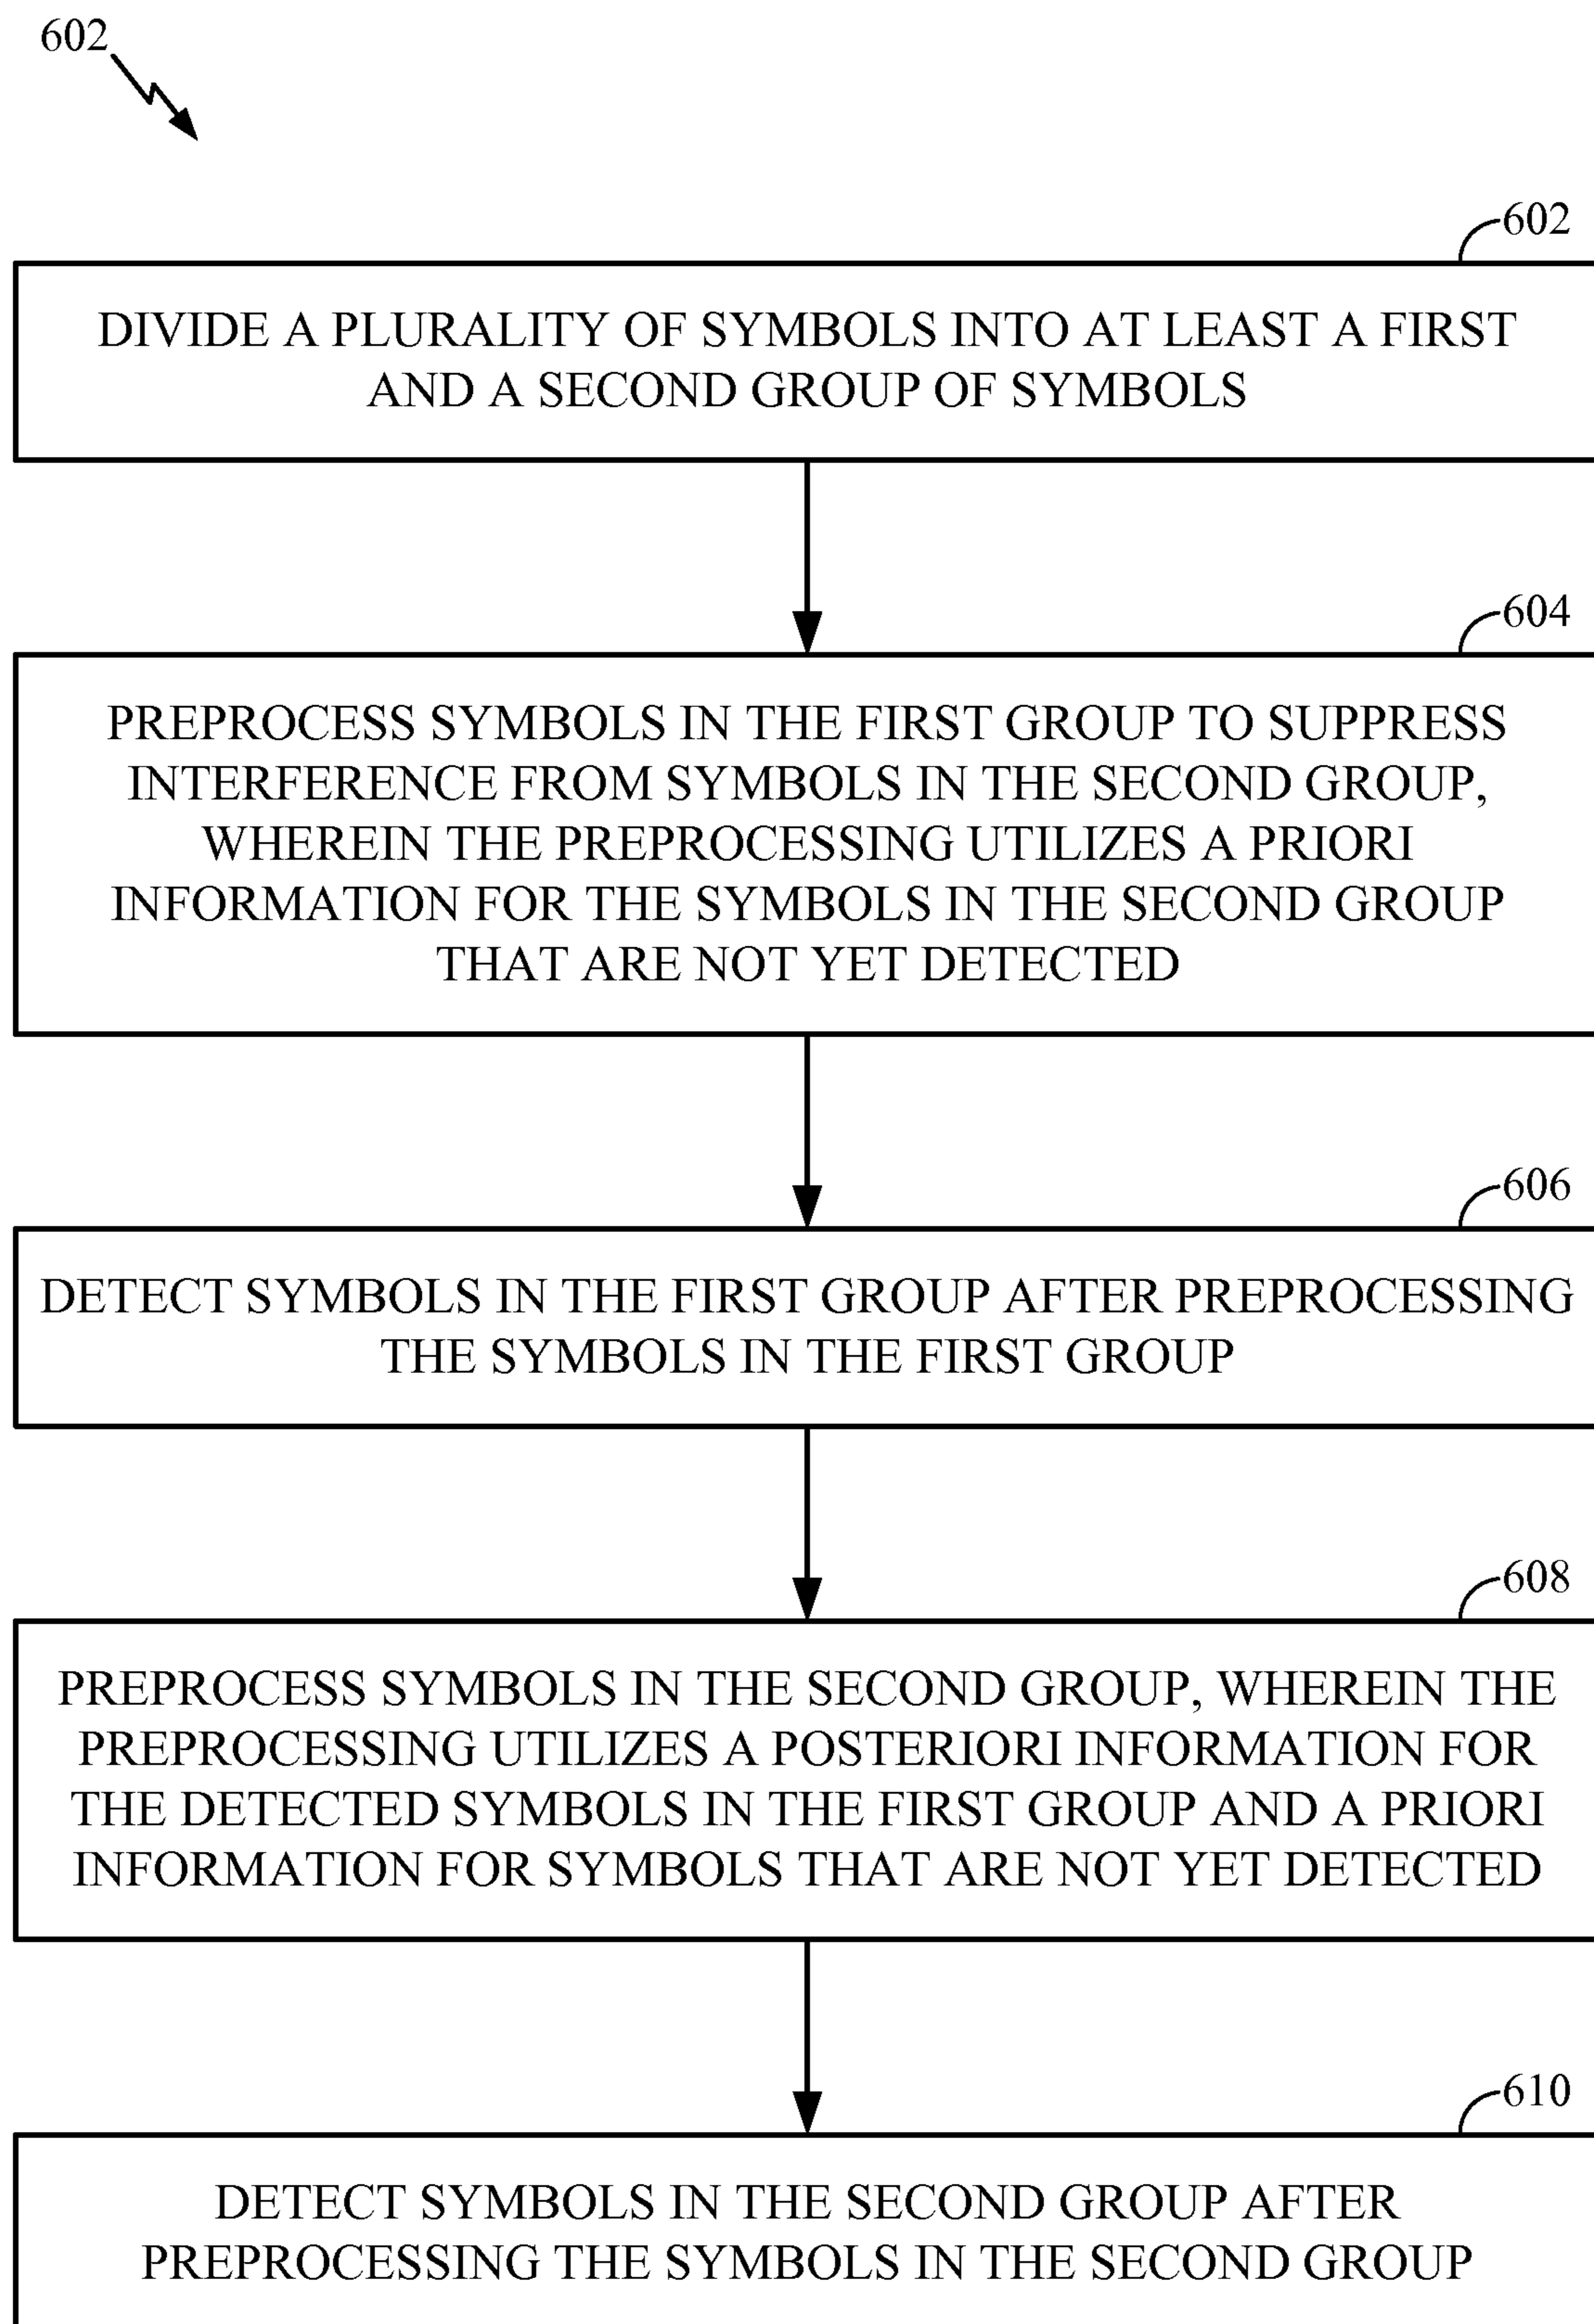 602
602
DIVIDE A PLURALITY OF SYMBOLS INTO AT LEAST A FIRST
AND A SECOND GROUP OF SYMBOLS
604
PREPROCESS SYMBOLS IN THE FIRST GROUP TO SUPPRESS
INTERFERENCE FROM SYMBOLS IN THE SECOND GROUP,
WHEREIN THE PREPROCESSING UTILIZES A PRIORI
INFORMATION FOR THE SYMBOLS IN THE SECOND GROUP
THAT ARE NOT YET DETECTED
606
DETECT SYMBOLS IN THE FIRST GROUP AFTER PREPROCESSING
THE SYMBOLS IN THE FIRST GROUP
608
PREPROCESS SYMBOLS IN THE SECOND GROUP, WHEREIN THE
PREPROCESSING UTILIZES A POSTERIORI INFORMATION FOR
THE DETECTED SYMBOLS IN THE FIRST GROUP AND A PRIORI
INFORMATION FOR SYMBOLS THAT ARE NOT YET DETECTED
610
DETECT SYMBOLS IN THE SECOND GROUP AFTER
PREPROCESSING THE SYMBOLS IN THE SECOND GROUP